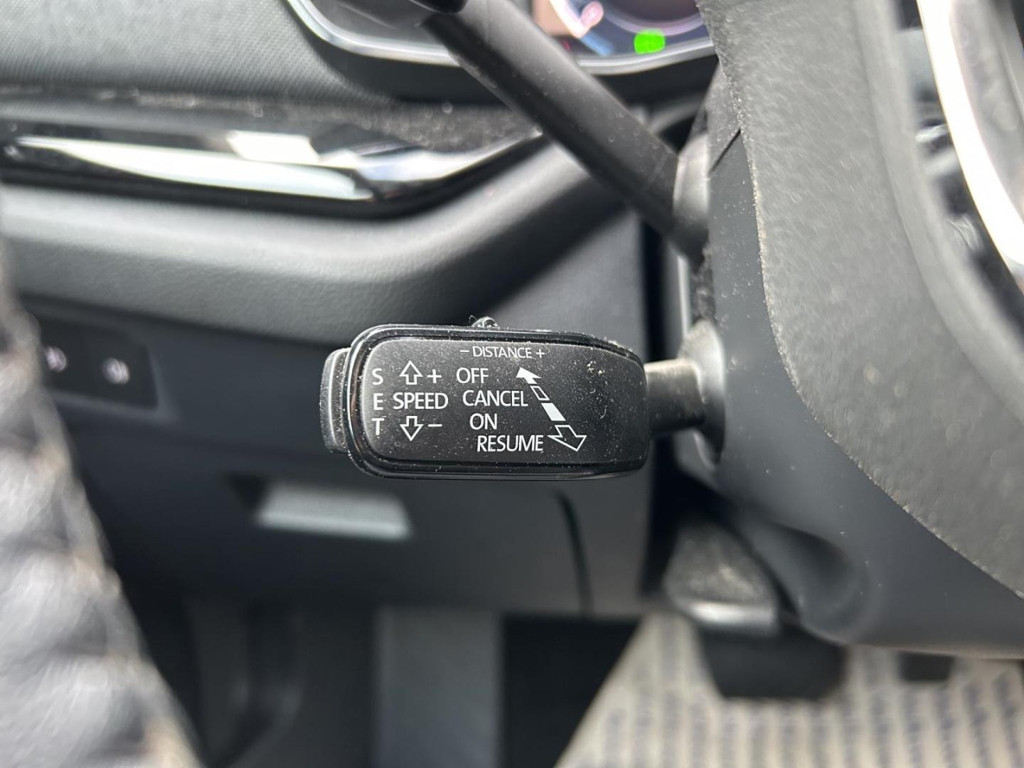 − DISTANCE +
S + OFF
E SPEED CANCEL
T − ON
RESUME